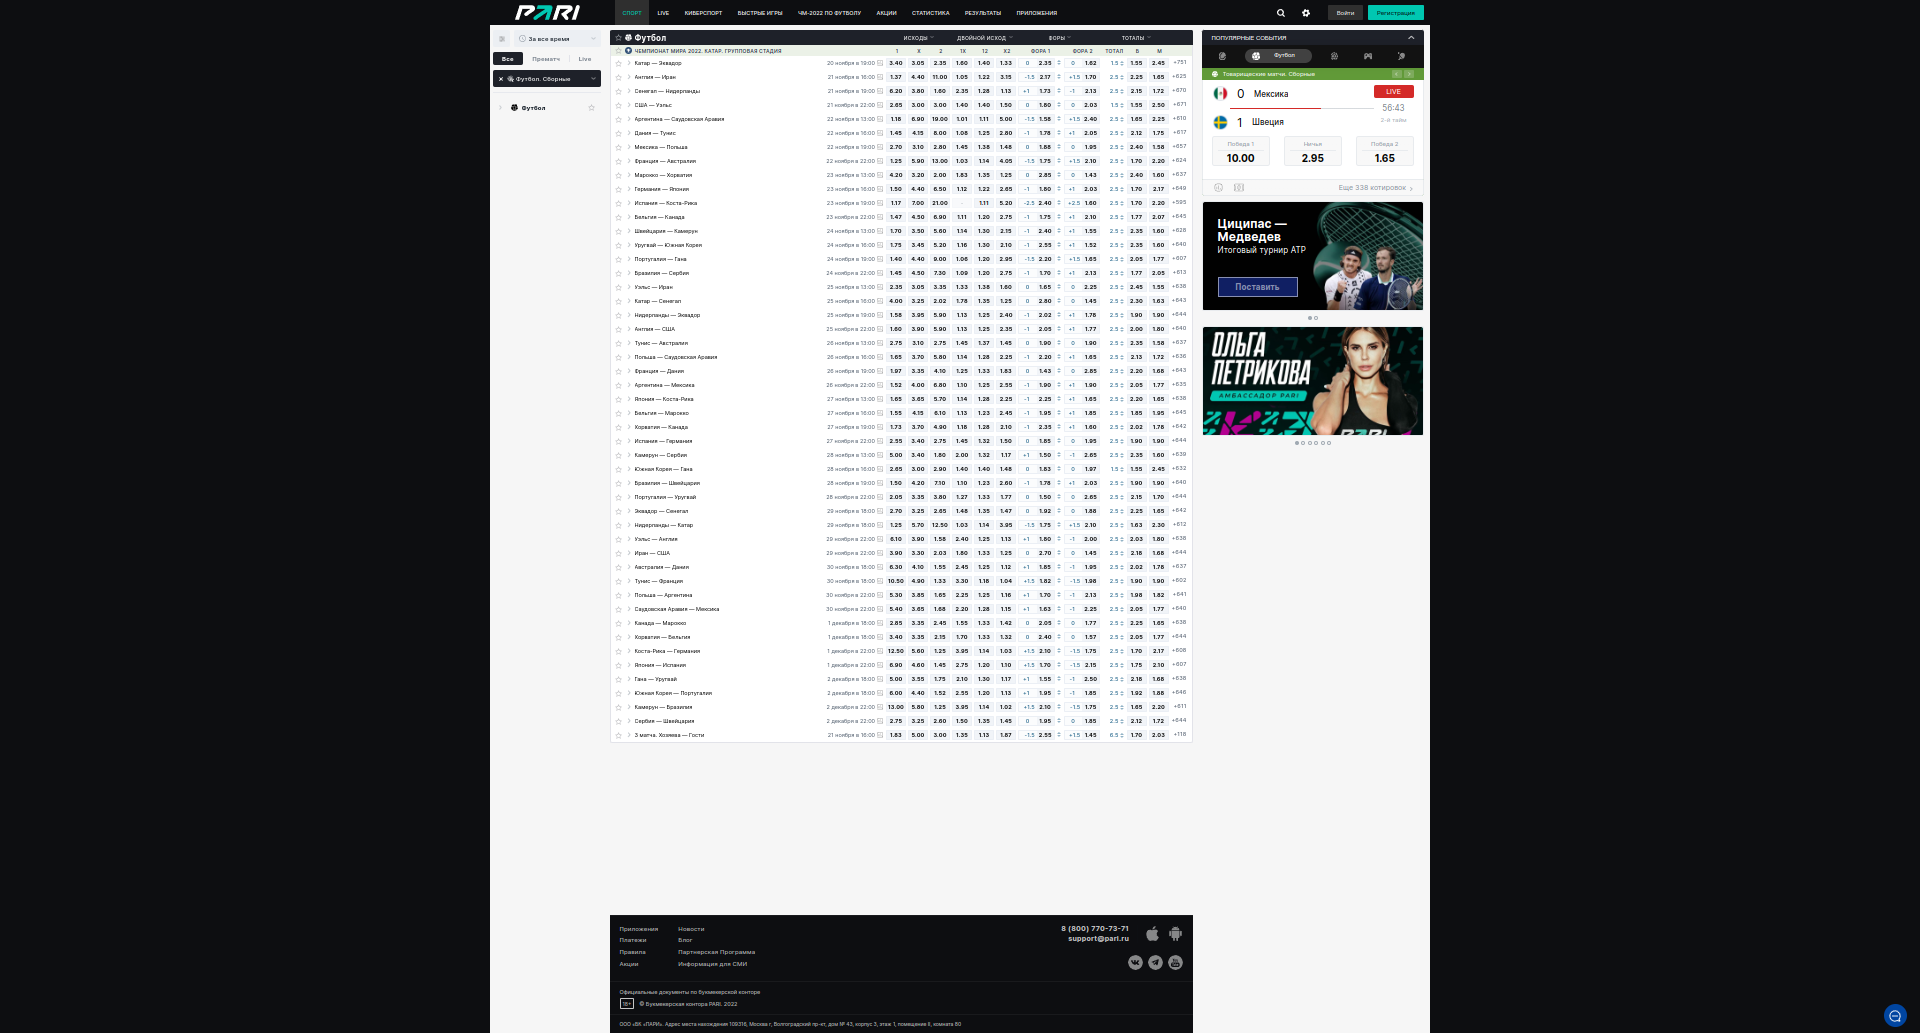 PARI
СПОРТ LIVE КИБЕРСПОРТ БЫСТРЫЕ ИГРЫ ЧМ-2022 ПО ФУТБОЛУ АКЦИИ СТАТИСТИКА РЕЗУЛЬТАТЫ ПРИЛОЖЕНИЯ Войти Регистрация
За все время
Все Прематч Live
Футбол. Сборные
Футбол
Футбол ИСХОДЫ ДВОЙНОЙ ИСХОД ФОРЫ ТОТАЛЫ
ЧЕМПИОНАТ МИРА 2022. КАТАР. ГРУППОВАЯ СТАДИЯ 1 X 2 1X 12 X2 ФОРА 1 ФОРА 2 ТОТАЛ Б М
Катар — Эквадор 20 ноября в 19:00 3.40 3.05 2.35 1.60 1.40 1.33 0 2.35 0 1.62 1.5 1.55 2.45 +751
Англия — Иран 21 ноября в 16:00 1.37 4.40 11.00 1.05 1.22 3.15 -1.5 2.17 +1.5 1.70 2.5 2.25 1.65 +625
Сенегал — Нидерланды 21 ноября в 19:00 6.20 3.80 1.60 2.35 1.28 1.13 +1 1.73 -1 2.13 2.5 2.15 1.72 +670
США — Уэльс 21 ноября в 22:00 2.65 3.00 3.00 1.40 1.40 1.50 0 1.80 0 2.03 1.5 1.55 2.50 +671
Аргентина — Саудовская Аравия 22 ноября в 13:00 1.18 6.90 19.00 1.01 1.11 5.00 -1.5 1.58 +1.5 2.40 2.5 1.65 2.25 +610
Дания — Тунис 22 ноября в 16:00 1.45 4.15 8.00 1.08 1.25 2.80 -1 1.78 +1 2.05 2.5 2.12 1.75 +617
Мексика — Польша 22 ноября в 19:00 2.70 3.10 2.80 1.45 1.38 1.48 0 1.88 0 1.95 2.5 2.40 1.58 +657
Франция — Австралия 22 ноября в 22:00 1.25 5.90 13.00 1.03 1.14 4.05 -1.5 1.75 +1.5 2.10 2.5 1.70 2.20 +624
Марокко — Хорватия 23 ноября в 13:00 4.20 3.20 2.00 1.83 1.35 1.25 0 2.85 0 1.43 2.5 2.40 1.60 +637
Германия — Япония 23 ноября в 16:00 1.50 4.40 6.50 1.12 1.22 2.65 -1 1.80 +1 2.03 2.5 1.70 2.17 +649
Испания — Коста-Рика 23 ноября в 19:00 1.17 7.00 21.00 - 1.11 5.20 -2.5 2.40 +2.5 1.60 2.5 1.70 2.20 +595
Бельгия — Канада 23 ноября в 22:00 1.47 4.50 6.90 1.11 1.20 2.75 -1 1.75 +1 2.10 2.5 1.77 2.07 +645
Швейцария — Камерун 24 ноября в 13:00 1.70 3.50 5.60 1.14 1.30 2.15 -1 2.40 +1 1.55 2.5 2.35 1.60 +628
Уругвай — Южная Корея 24 ноября в 16:00 1.75 3.45 5.20 1.16 1.30 2.10 -1 2.55 +1 1.52 2.5 2.35 1.60 +640
Португалия — Гана 24 ноября в 19:00 1.40 4.40 9.00 1.06 1.20 2.95 -1.5 2.20 +1.5 1.65 2.5 2.05 1.77 +607
Бразилия — Сербия 24 ноября в 22:00 1.45 4.50 7.30 1.09 1.20 2.75 -1 1.70 +1 2.13 2.5 1.77 2.05 +613
Уэльс — Иран 25 ноября в 13:00 2.35 3.05 3.35 1.33 1.38 1.60 0 1.65 0 2.25 2.5 2.45 1.55 +636
Катар — Сенегал 25 ноября в 16:00 4.00 3.25 2.02 1.78 1.35 1.25 0 2.80 0 1.45 2.5 2.30 1.63 +643
Нидерланды — Эквадор 25 ноября в 19:00 1.58 3.95 5.90 1.13 1.25 2.40 -1 2.02 +1 1.78 2.5 1.90 1.90 +644
Англия — США 25 ноября в 22:00 1.60 3.90 5.90 1.13 1.25 2.35 -1 2.05 +1 1.77 2.5 2.00 1.80 +640
Тунис — Австралия 26 ноября в 13:00 2.75 3.10 2.75 1.45 1.37 1.45 0 1.90 0 1.90 2.5 2.35 1.58 +637
Польша — Саудовская Аравия 26 ноября в 16:00 1.65 3.70 5.80 1.14 1.28 2.25 -1 2.20 +1 1.65 2.5 2.13 1.72 +636
Франция — Дания 26 ноября в 19:00 1.97 3.35 4.10 1.25 1.33 1.83 0 1.43 0 2.85 2.5 2.20 1.68 +643
Аргентина — Мексика 26 ноября в 22:00 1.52 4.00 6.80 1.10 1.25 2.55 -1 1.90 +1 1.90 2.5 2.05 1.77 +635
Япония — Коста-Рика 27 ноября в 13:00 1.65 3.65 5.70 1.14 1.28 2.25 -1 2.25 +1 1.65 2.5 2.20 1.65 +636
Бельгия — Марокко 27 ноября в 16:00 1.55 4.15 6.10 1.13 1.23 2.45 -1 1.95 +1 1.85 2.5 1.85 1.95 +645
Хорватия — Канада 27 ноября в 19:00 1.73 3.70 4.90 1.18 1.28 2.10 -1 2.35 +1 1.60 2.5 2.02 1.78 +642
Испания — Германия 27 ноября в 22:00 2.55 3.40 2.75 1.45 1.32 1.50 0 1.85 0 1.95 2.5 1.90 1.90 +644
Камерун — Сербия 28 ноября в 13:00 5.00 3.40 1.80 2.00 1.32 1.17 +1 1.50 -1 2.65 2.5 2.35 1.60 +639
Южная Корея — Гана 28 ноября в 16:00 2.65 3.00 2.90 1.40 1.40 1.48 0 1.83 0 1.97 1.5 1.55 2.45 +632
Бразилия — Швейцария 28 ноября в 19:00 1.50 4.20 7.10 1.10 1.23 2.60 -1 1.78 +1 2.03 2.5 1.90 1.90 +640
Португалия — Уругвай 28 ноября в 22:00 2.05 3.35 3.80 1.27 1.33 1.77 0 1.50 0 2.65 2.5 2.15 1.70 +644
Эквадор — Сенегал 29 ноября в 18:00 2.70 3.25 2.65 1.48 1.35 1.47 0 1.92 0 1.88 2.5 2.25 1.65 +642
Нидерланды — Катар 29 ноября в 18:00 1.25 5.70 12.50 1.03 1.14 3.95 -1.5 1.75 +1.5 2.10 2.5 1.63 2.30 +612
Уэльс — Англия 29 ноября в 22:00 6.10 3.90 1.58 2.40 1.25 1.13 +1 1.80 -1 2.00 2.5 2.03 1.80 +638
Иран — США 29 ноября в 22:00 3.90 3.30 2.03 1.80 1.33 1.25 0 2.70 0 1.45 2.5 2.18 1.68 +644
Австралия — Дания 30 ноября в 18:00 6.30 4.10 1.55 2.45 1.25 1.12 +1 1.85 -1 1.95 2.5 2.02 1.78 +637
Тунис — Франция 30 ноября в 18:00 10.50 4.90 1.33 3.30 1.18 1.04 +1.5 1.82 -1.5 1.98 2.5 1.90 1.90 +602
Польша — Аргентина 30 ноября в 22:00 5.30 3.85 1.65 2.25 1.25 1.16 +1 1.70 -1 2.13 2.5 1.98 1.82 +641
Саудовская Аравия — Мексика 30 ноября в 22:00 5.40 3.65 1.68 2.20 1.28 1.15 +1 1.63 -1 2.25 2.5 2.05 1.77 +640
Канада — Марокко 1 декабря в 18:00 2.85 3.35 2.45 1.55 1.33 1.42 0 2.05 0 1.77 2.5 2.25 1.65 +638
Хорватия — Бельгия 1 декабря в 18:00 3.40 3.35 2.15 1.70 1.33 1.32 0 2.40 0 1.57 2.5 2.05 1.77 +644
Коста-Рика — Германия 1 декабря в 22:00 12.50 5.60 1.25 3.95 1.14 1.03 +1.5 2.10 -1.5 1.75 2.5 1.70 2.17 +608
Япония — Испания 1 декабря в 22:00 6.90 4.60 1.45 2.75 1.20 1.10 +1.5 1.70 -1.5 2.15 2.5 1.75 2.10 +607
Гана — Уругвай 2 декабря в 18:00 5.00 3.55 1.75 2.10 1.30 1.17 +1 1.55 -1 2.50 2.5 2.18 1.68 +636
Южная Корея — Португалия 2 декабря в 18:00 6.00 4.40 1.52 2.55 1.20 1.13 +1 1.95 -1 1.85 2.5 1.92 1.88 +646
Камерун — Бразилия 2 декабря в 22:00 13.00 5.80 1.25 3.95 1.14 1.02 +1.5 2.10 -1.5 1.75 2.5 1.65 2.20 +611
Сербия — Швейцария 2 декабря в 22:00 2.75 3.25 2.60 1.50 1.35 1.45 0 1.95 0 1.85 2.5 2.12 1.72 +644
3 матча. Хозяева — Гости 21 ноября в 16:00 1.83 5.00 3.00 1.35 1.13 1.87 -1.5 2.55 +1.5 1.45 6.5 1.70 2.03 +118
ПОПУЛЯРНЫЕ СОБЫТИЯ
Футбол
Товарищеские матчи. Сборные
0 Мексика LIVE
56:43
1 Швеция 2-й тайм
Победа 1 Ничья Победа 2
10.00 2.95 1.65
Еще 338 котировок
Циципас —
Медведев
Итоговый турнир ATP
Поставить
ОЛЬГА
ПЕТРИКОВА
АМБАССАДОР PARI
PARI
Приложения Новости
Платежи Блог
Правила Партнерская Программа
Акции Информация для СМИ
8 (800) 770-73-71
support@pari.ru
Официальные документы по букмекерской конторе
18+ © Букмекерская контора PARI. 2022
ООО «БК «ПАРИ». Адрес места нахождения 109316, Москва г, Волгоградский пр-кт, дом № 43, корпус 3, этаж 1, помещение II, комната 60